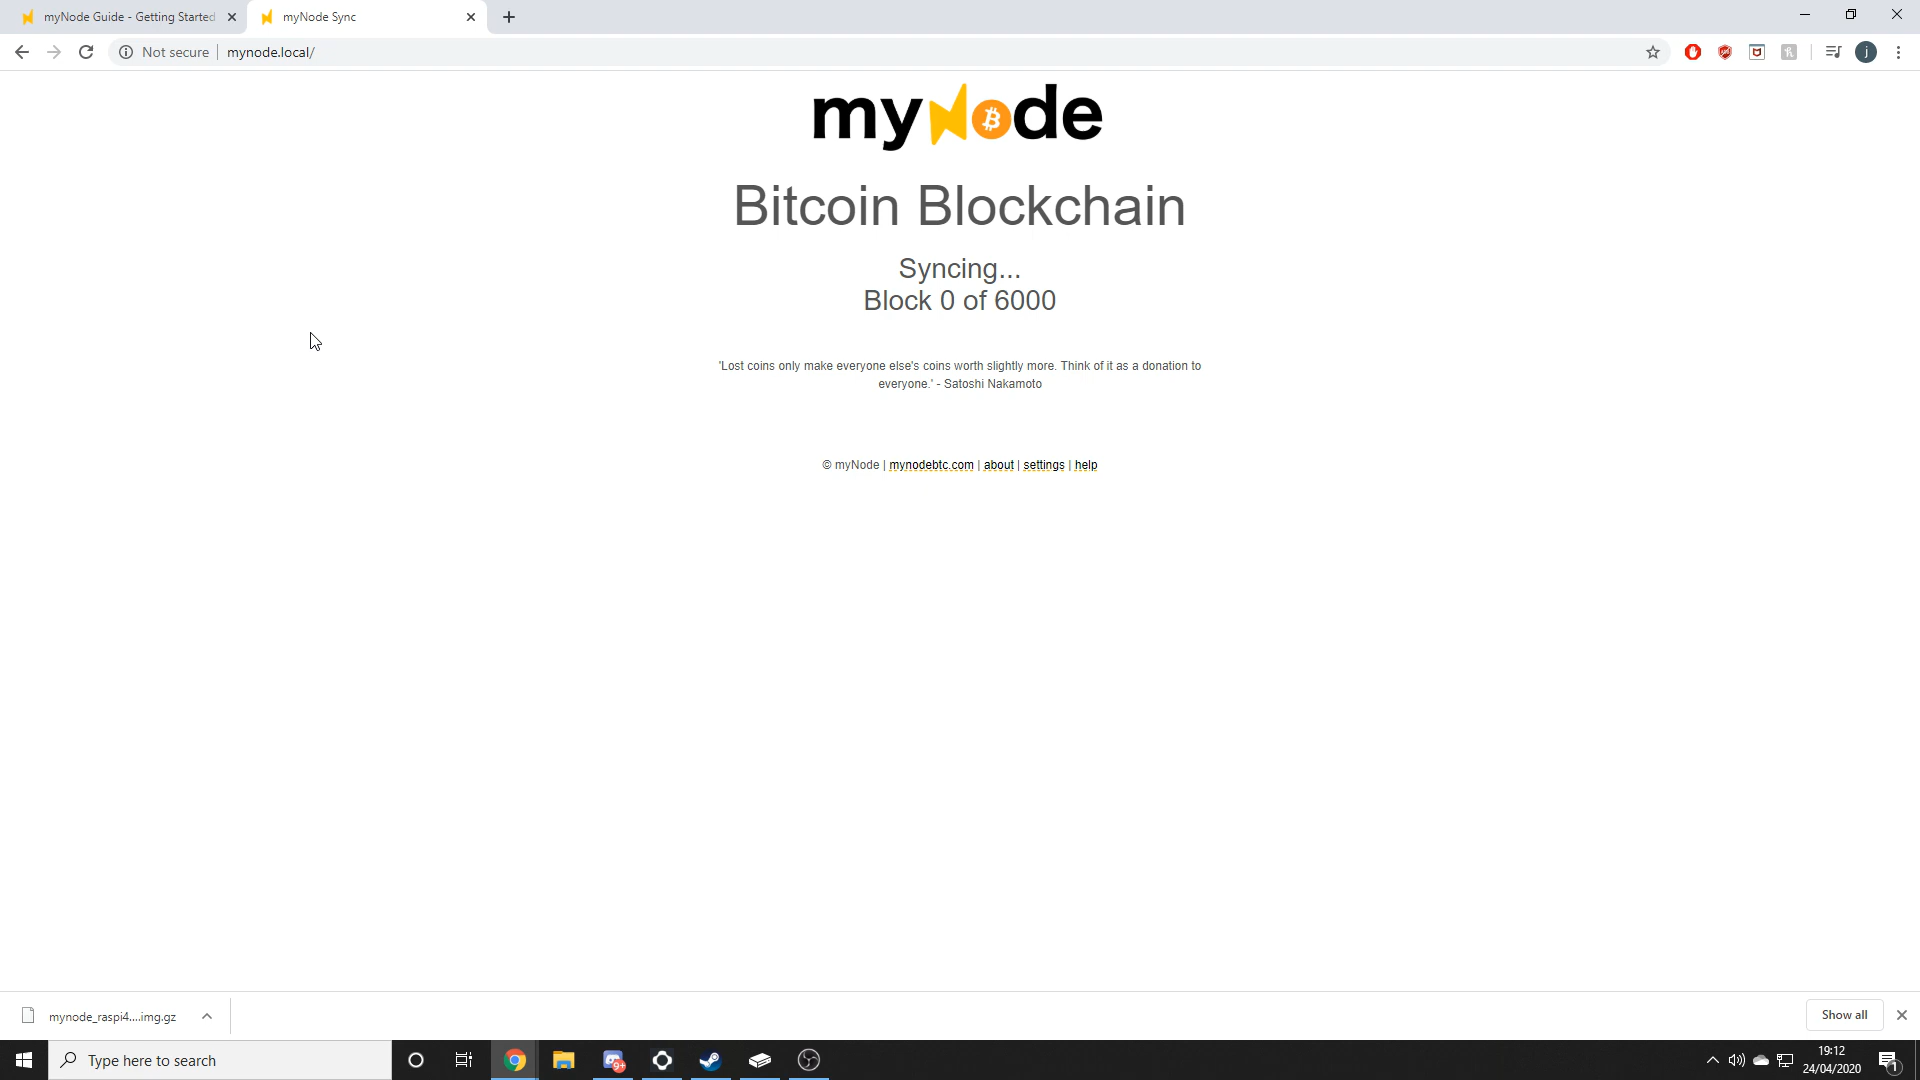 myNode Guide - Getting Started
myNode Sync
Not secure
mynode.local/
j
myNode
Bitcoin Blockchain
Syncing...
Block 0 of 6000
'Lost coins only make everyone else's coins worth slightly more. Think of it as a donation to
everyone.' - Satoshi Nakamoto
© myNode | mynodebtc.com | about | settings | help
mynode_raspi4....img.gz
Show all
Type here to search
9+
19:12
24/04/2020
1